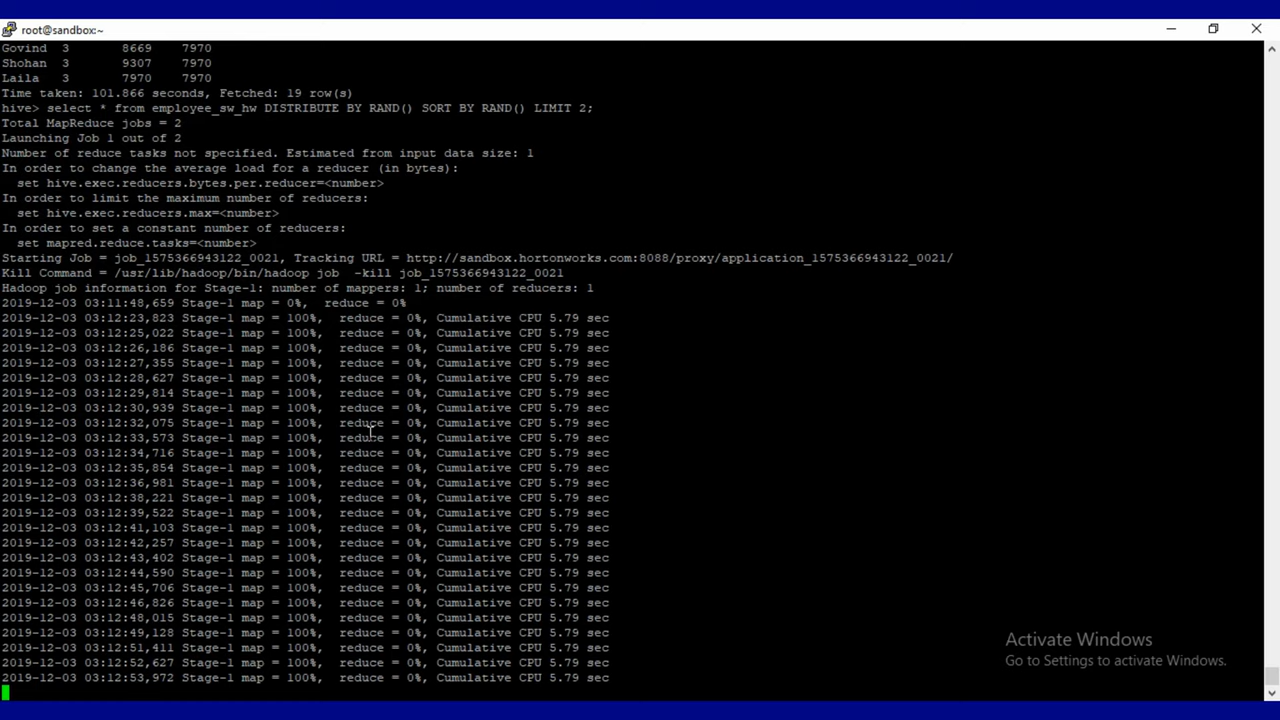 root@sandbox:~
Govind  3       8669    7970
Shohan  3       9307    7970
Laila   3       7970    7970
Time taken: 101.866 seconds, Fetched: 19 row(s)
hive> select * from employee_sw_hw DISTRIBUTE BY RAND() SORT BY RAND() LIMIT 2;
Total MapReduce jobs = 2
Launching Job 1 out of 2
Number of reduce tasks not specified. Estimated from input data size: 1
In order to change the average load for a reducer (in bytes):
  set hive.exec.reducers.bytes.per.reducer=<number>
In order to limit the maximum number of reducers:
  set hive.exec.reducers.max=<number>
In order to set a constant number of reducers:
  set mapred.reduce.tasks=<number>
Starting Job = job_1575366943122_0021, Tracking URL = http://sandbox.hortonworks.com:8088/proxy/application_1575366943122_0021/
Kill Command = /usr/lib/hadoop/bin/hadoop job  -kill job_1575366943122_0021
Hadoop job information for Stage-1: number of mappers: 1; number of reducers: 1
2019-12-03 03:11:48,659 Stage-1 map = 0%,  reduce = 0%
2019-12-03 03:12:23,823 Stage-1 map = 100%,  reduce = 0%, Cumulative CPU 5.79 sec
2019-12-03 03:12:25,022 Stage-1 map = 100%,  reduce = 0%, Cumulative CPU 5.79 sec
2019-12-03 03:12:26,186 Stage-1 map = 100%,  reduce = 0%, Cumulative CPU 5.79 sec
2019-12-03 03:12:27,355 Stage-1 map = 100%,  reduce = 0%, Cumulative CPU 5.79 sec
2019-12-03 03:12:28,627 Stage-1 map = 100%,  reduce = 0%, Cumulative CPU 5.79 sec
2019-12-03 03:12:29,814 Stage-1 map = 100%,  reduce = 0%, Cumulative CPU 5.79 sec
2019-12-03 03:12:30,939 Stage-1 map = 100%,  reduce = 0%, Cumulative CPU 5.79 sec
2019-12-03 03:12:32,075 Stage-1 map = 100%,  reduce = 0%, Cumulative CPU 5.79 sec
2019-12-03 03:12:33,573 Stage-1 map = 100%,  reduce = 0%, Cumulative CPU 5.79 sec
2019-12-03 03:12:34,716 Stage-1 map = 100%,  reduce = 0%, Cumulative CPU 5.79 sec
2019-12-03 03:12:35,854 Stage-1 map = 100%,  reduce = 0%, Cumulative CPU 5.79 sec
2019-12-03 03:12:36,981 Stage-1 map = 100%,  reduce = 0%, Cumulative CPU 5.79 sec
2019-12-03 03:12:38,221 Stage-1 map = 100%,  reduce = 0%, Cumulative CPU 5.79 sec
2019-12-03 03:12:39,522 Stage-1 map = 100%,  reduce = 0%, Cumulative CPU 5.79 sec
2019-12-03 03:12:41,103 Stage-1 map = 100%,  reduce = 0%, Cumulative CPU 5.79 sec
2019-12-03 03:12:42,257 Stage-1 map = 100%,  reduce = 0%, Cumulative CPU 5.79 sec
2019-12-03 03:12:43,402 Stage-1 map = 100%,  reduce = 0%, Cumulative CPU 5.79 sec
2019-12-03 03:12:44,590 Stage-1 map = 100%,  reduce = 0%, Cumulative CPU 5.79 sec
2019-12-03 03:12:45,706 Stage-1 map = 100%,  reduce = 0%, Cumulative CPU 5.79 sec
2019-12-03 03:12:46,826 Stage-1 map = 100%,  reduce = 0%, Cumulative CPU 5.79 sec
2019-12-03 03:12:48,015 Stage-1 map = 100%,  reduce = 0%, Cumulative CPU 5.79 sec
2019-12-03 03:12:49,128 Stage-1 map = 100%,  reduce = 0%, Cumulative CPU 5.79 sec
2019-12-03 03:12:51,411 Stage-1 map = 100%,  reduce = 0%, Cumulative CPU 5.79 sec
2019-12-03 03:12:52,627 Stage-1 map = 100%,  reduce = 0%, Cumulative CPU 5.79 sec
2019-12-03 03:12:53,972 Stage-1 map = 100%,  reduce = 0%, Cumulative CPU 5.79 sec
Activate Windows
Go to Settings to activate Windows.